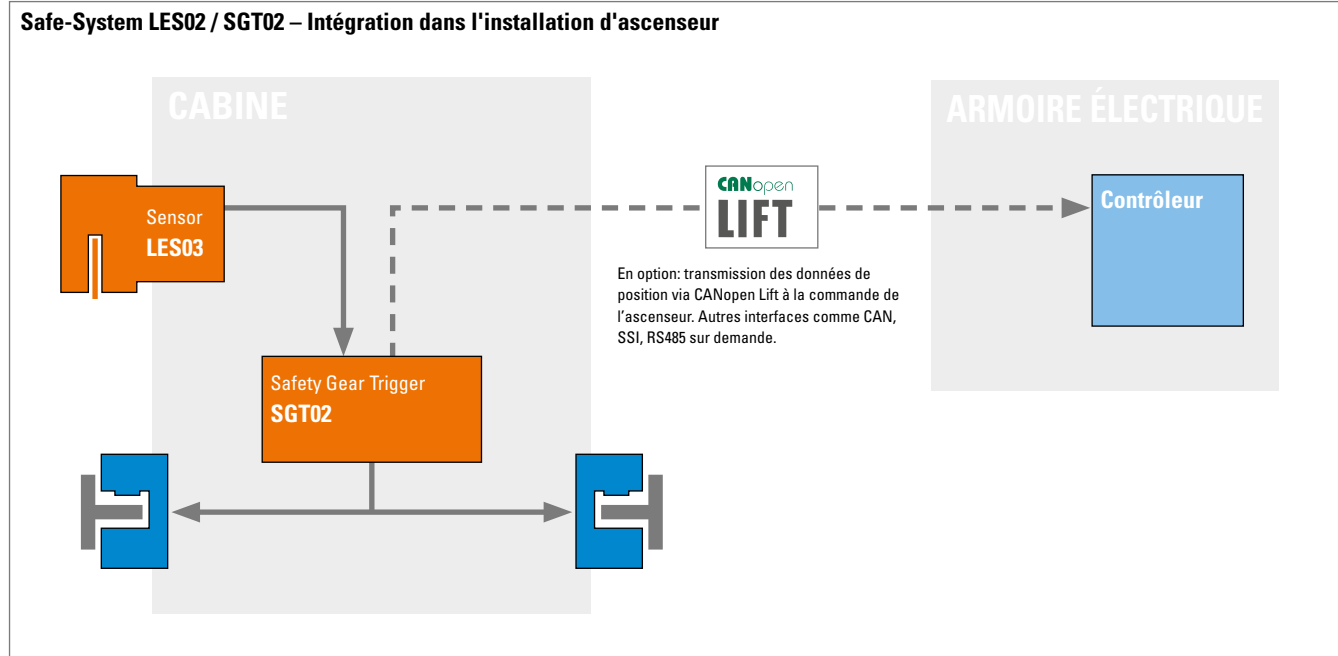 Safe-System LES02 / SGT02 – Intégration dans l'installation d'ascenseur
CABINE
ARMOIRE ÉLECTRIQUE
Sensor
LES03
CANopen
LIFT
Contrôleur
En option: transmission des données de
position via CANopen Lift à la commande de
l'ascenseur. Autres interfaces comme CAN,
SSI, RS485 sur demande.
Safety Gear Trigger
SGT02